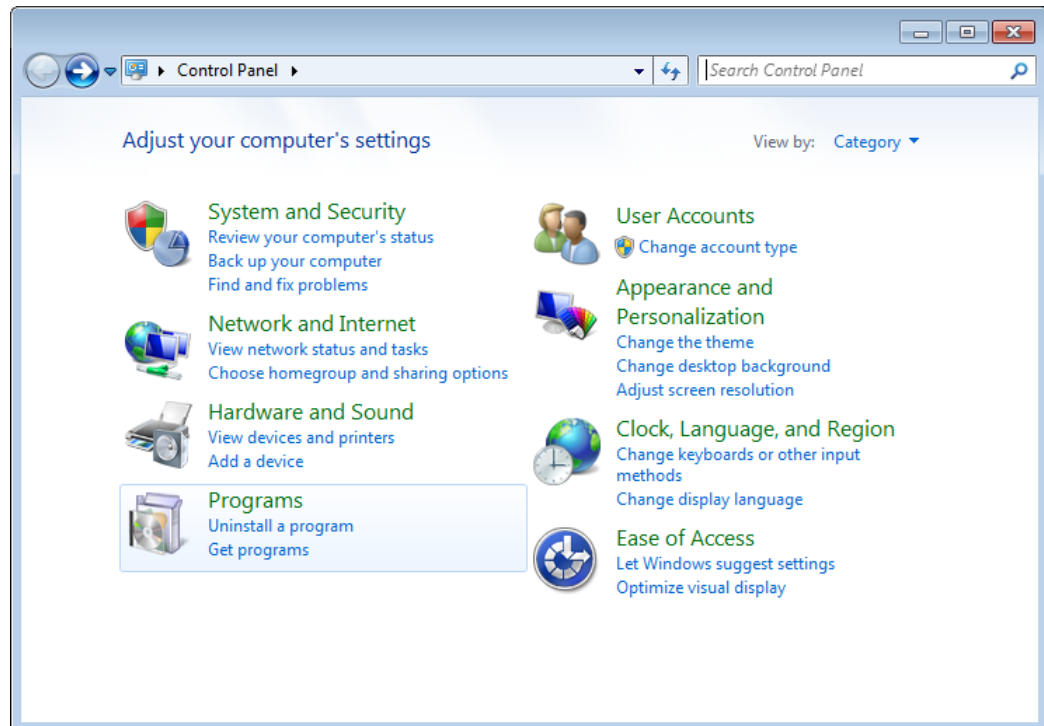 Control Panel
Search Control Panel
Adjust your computer's settings
View by: Category
System and Security
Review your computer's status
Back up your computer
Find and fix problems
Network and Internet
View network status and tasks
Choose homegroup and sharing options
Hardware and Sound
View devices and printers
Add a device
Programs
Uninstall a program
Get programs
User Accounts
Change account type
Appearance and
Personalization
Change the theme
Change desktop background
Adjust screen resolution
Clock, Language, and Region
Change keyboards or other input
methods
Change display language
Ease of Access
Let Windows suggest settings
Optimize visual display